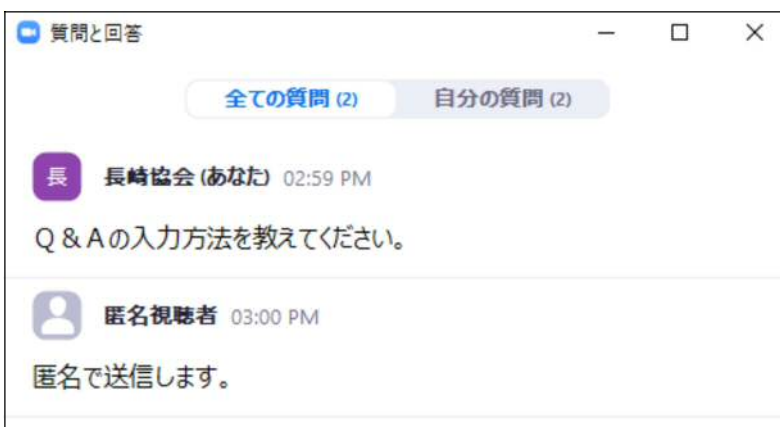 質問と回答
全ての質問 (2) 自分の質問 (2)
長 長崎協会 (あなた) 02:59 PM
Q&Aの入力方法を教えてください。
匿名視聴者 03:00 PM
匿名で送信します。